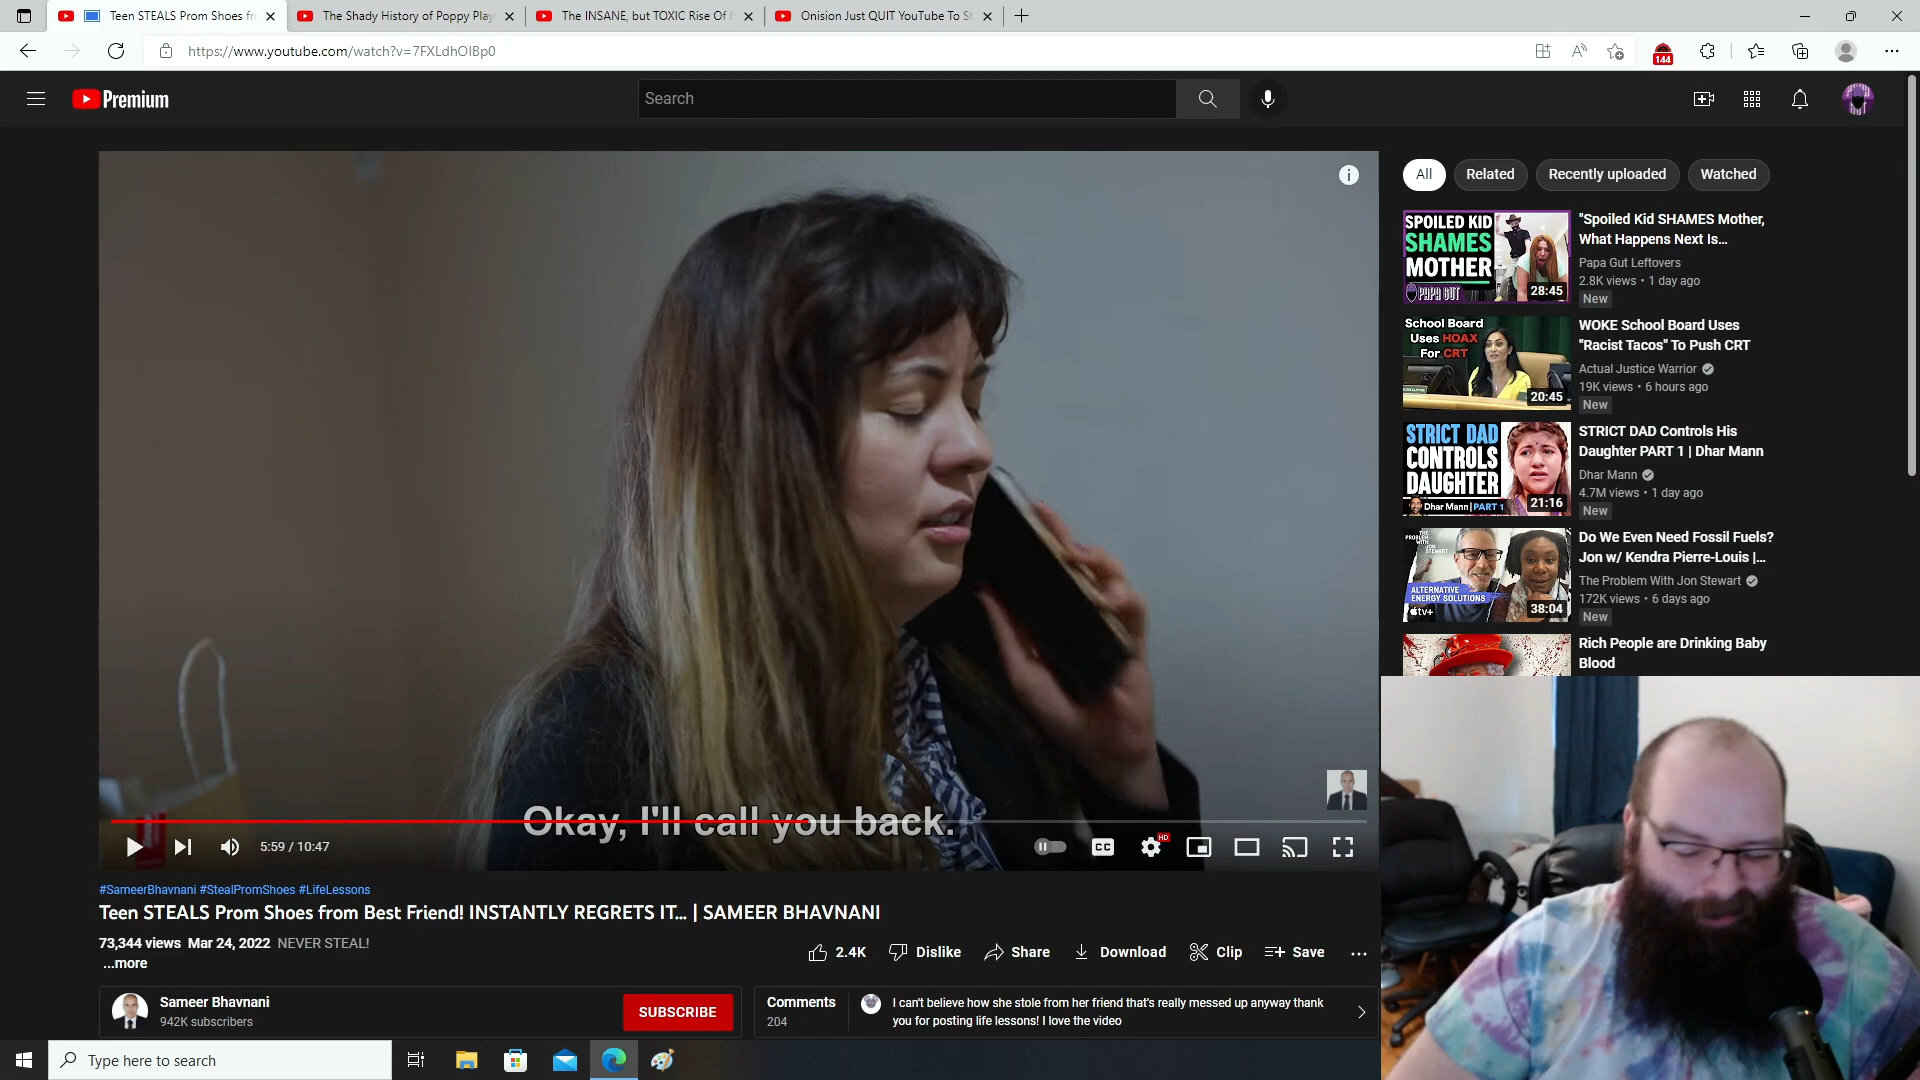 Teen STEALS Prom Shoes fr
The Shady History of Poppy Play
The INSANE, but TOXIC Rise Of
Onision Just QUIT YouTube To St
https://www.youtube.com/watch?v=7FXLdhOIBp0
144
Premium
Search
All
Related
Recently uploaded
Watched
SPOILED KID
SHAMES
MOTHER
PAPA GUT
28:45
"Spoiled Kid SHAMES Mother,
What Happens Next Is...
Papa Gut Leftovers
2.8K views • 1 day ago
New
School Board
Uses HOAX
For CRT
20:45
WOKE School Board Uses
"Racist Tacos" To Push CRT
Actual Justice Warrior
19K views • 6 hours ago
New
STRICT DAD
CONTROLS
DAUGHTER
Dhar Mann | PART 1
21:16
STRICT DAD Controls His
Daughter PART 1 | Dhar Mann
Dhar Mann
4.7M views • 1 day ago
New
THE PROBLEM WITH JON STEWART
ALTERNATIVE
ENERGY SOLUTIONS
tv+
38:04
Do We Even Need Fossil Fuels?
Jon w/ Kendra Pierre-Louis |...
The Problem With Jon Stewart
172K views • 6 days ago
New
Rich People are Drinking Baby
Blood
Okay, I'll call you back.
5:59 / 10:47
CC
HD
#SameerBhavnani #StealPromShoes #LifeLessons
Teen STEALS Prom Shoes from Best Friend! INSTANTLY REGRETS IT... | SAMEER BHAVNANI
73,344 views Mar 24, 2022 NEVER STEAL!
...more
2.4K
Dislike
Share
Download
Clip
Save
Sameer Bhavnani
942K subscribers
SUBSCRIBE
Comments
204
I can't believe how she stole from her friend that's really messed up anyway thank
you for posting life lessons! I love the video
Type here to search